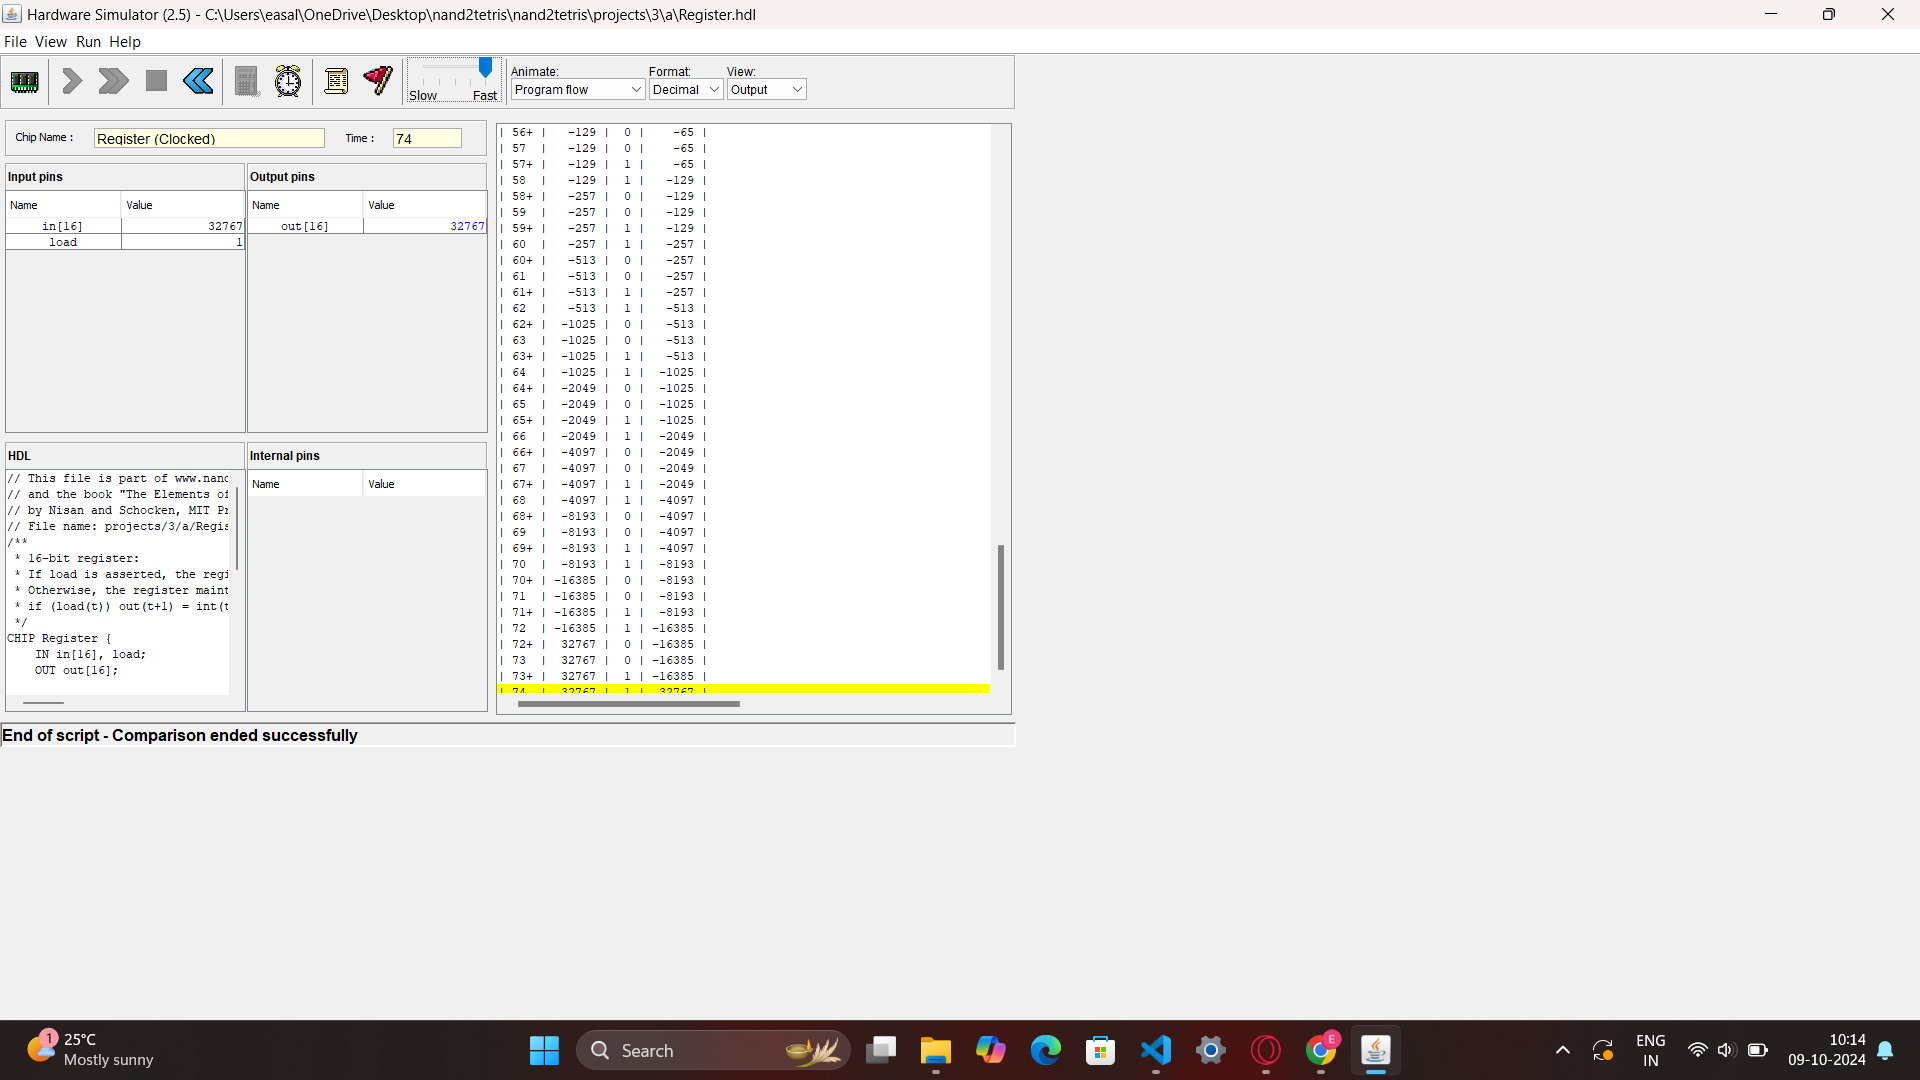 Hardware Simulator (2.5) - C:\Users\easal\OneDrive\Desktop\nand2tetris\nand2tetris\projects\3\a\Register.hdl
File View Run Help
Slow Fast
Animate: Format: View:
Program flow Decimal Output
Chip Name : Register (Clocked) Time : 74
Input pins
Name Value
in[16] 32767
load 1
Output pins
Name Value
out[16] 32767
HDL
// This file is part of www.nand
// and the book "The Elements of
// by Nisan and Schocken, MIT Pr
// File name: projects/3/a/Regis
/**
* 16-bit register:
* If load is asserted, the regi
* Otherwise, the register maint
* if (load(t)) out(t+1) = int(t
*/
CHIP Register {
IN in[16], load;
OUT out[16];
Internal pins
Name Value
| 56+ | -129 | 0 | -65 |
| 57 | -129 | 0 | -65 |
| 57+ | -129 | 1 | -65 |
| 58 | -129 | 1 | -129 |
| 58+ | -257 | 0 | -129 |
| 59 | -257 | 0 | -129 |
| 59+ | -257 | 1 | -129 |
| 60 | -257 | 1 | -257 |
| 60+ | -513 | 0 | -257 |
| 61 | -513 | 0 | -257 |
| 61+ | -513 | 1 | -257 |
| 62 | -513 | 1 | -513 |
| 62+ | -1025 | 0 | -513 |
| 63 | -1025 | 0 | -513 |
| 63+ | -1025 | 1 | -513 |
| 64 | -1025 | 1 | -1025 |
| 64+ | -2049 | 0 | -1025 |
| 65 | -2049 | 0 | -1025 |
| 65+ | -2049 | 1 | -1025 |
| 66 | -2049 | 1 | -2049 |
| 66+ | -4097 | 0 | -2049 |
| 67 | -4097 | 0 | -2049 |
| 67+ | -4097 | 1 | -2049 |
| 68 | -4097 | 1 | -4097 |
| 68+ | -8193 | 0 | -4097 |
| 69 | -8193 | 0 | -4097 |
| 69+ | -8193 | 1 | -4097 |
| 70 | -8193 | 1 | -8193 |
| 70+ | -16385 | 0 | -8193 |
| 71 | -16385 | 0 | -8193 |
| 71+ | -16385 | 1 | -8193 |
| 72 | -16385 | 1 | -16385 |
| 72+ | 32767 | 0 | -16385 |
| 73 | 32767 | 0 | -16385 |
| 73+ | 32767 | 1 | -16385 |
| 74 | 32767 | 1 | 32767 |
End of script - Comparison ended successfully
1
25°C
Mostly sunny
Search
E
ENG
IN
10:14
09-10-2024